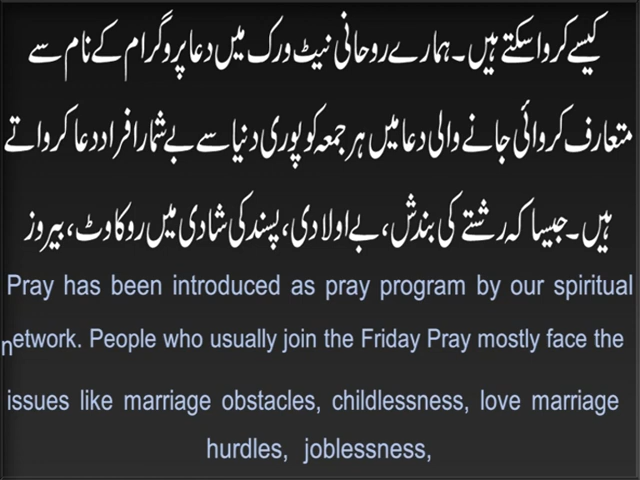 کیسے کرواسکتے ہیں۔ ہمارے روحانی نیٹ ورک میں دعا پروگرام کے نام سے
متعارف کروائی جانے والی دعا میں ہر جمعہ کو پوری دنیا سے بے شمار افراد دعا کرواتے
ہیں۔ جیسا کہ رشتے کی بندش، بے اولادی، پسند کی شادی میں روکاوٹ، بیروز
Pray has been introduced as pray program by our spiritual
network. People who usually join the Friday Pray mostly face the
issues like marriage obstacles, childlessness, love marriage
hurdles, joblessness,